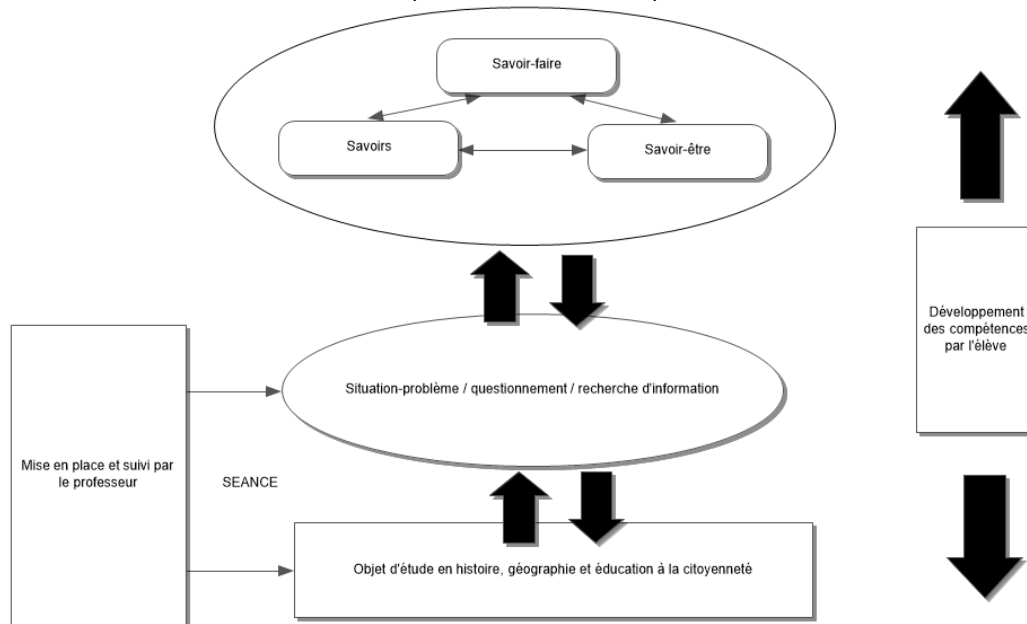 Savoir-faire
Savoirs
Savoir-être
Développement
des compétences
par l'élève
Situation-problème / questionnement / recherche d'information
Mise en place et suivi par
le professeur
SEANCE
Objet d'étude en histoire, géographie et éducation à la citoyenneté